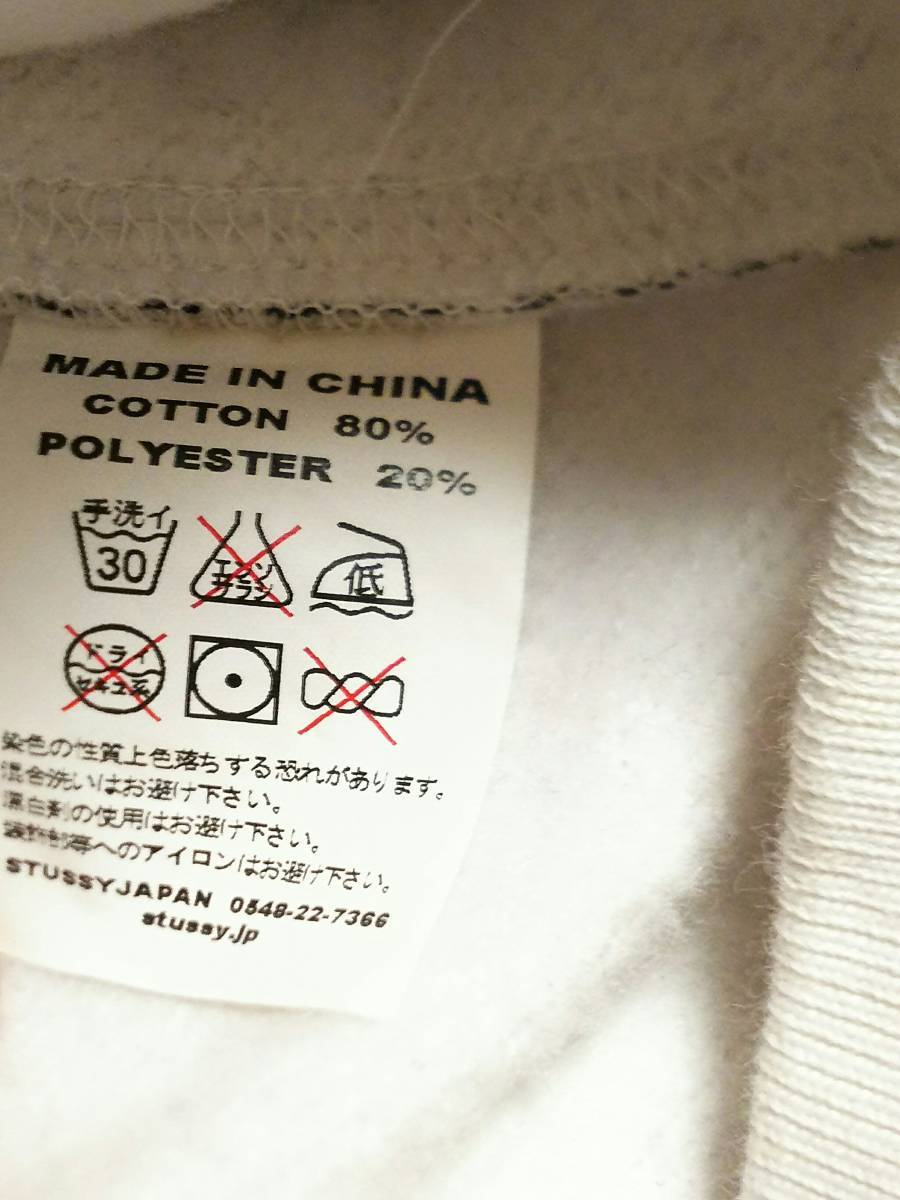 MADE IN CHINA
COTTON 80%
POLYESTER 20%
手洗イ
30
エンソ
サラシ
低
ドライ
セキユ系
染色の性質上色落ちする恐れがあります。
混合洗いはお避け下さい。
漂白剤の使用はお避け下さい。
装飾部等へのアイロンはお避け下さい。
STUSSYJAPAN 0548-22-7366
stussy.jp